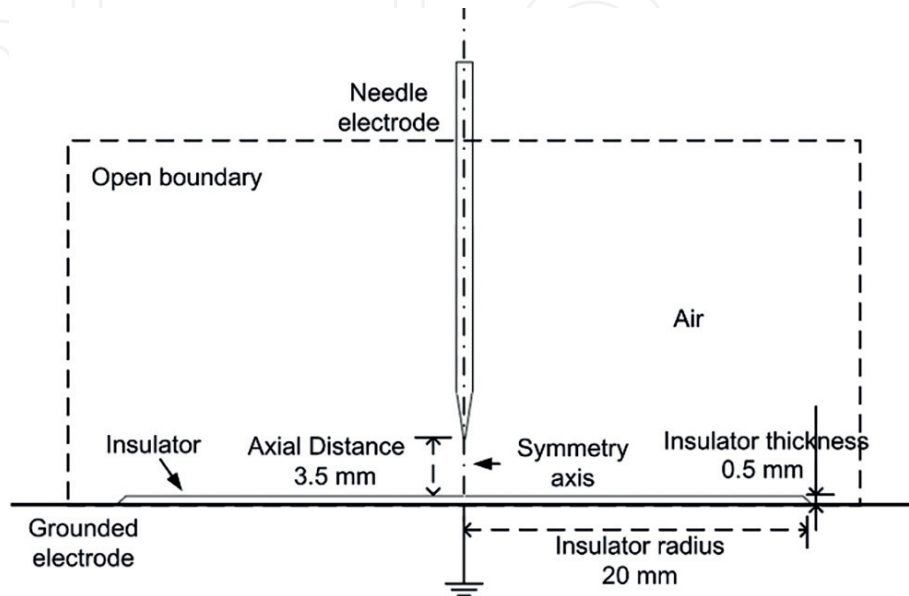 Needle
electrode
Open boundary
Air
Insulator
Axial Distance
3.5 mm
Symmetry
axis
Insulator thickness
0.5 mm
Grounded
electrode
Insulator radius
20 mm